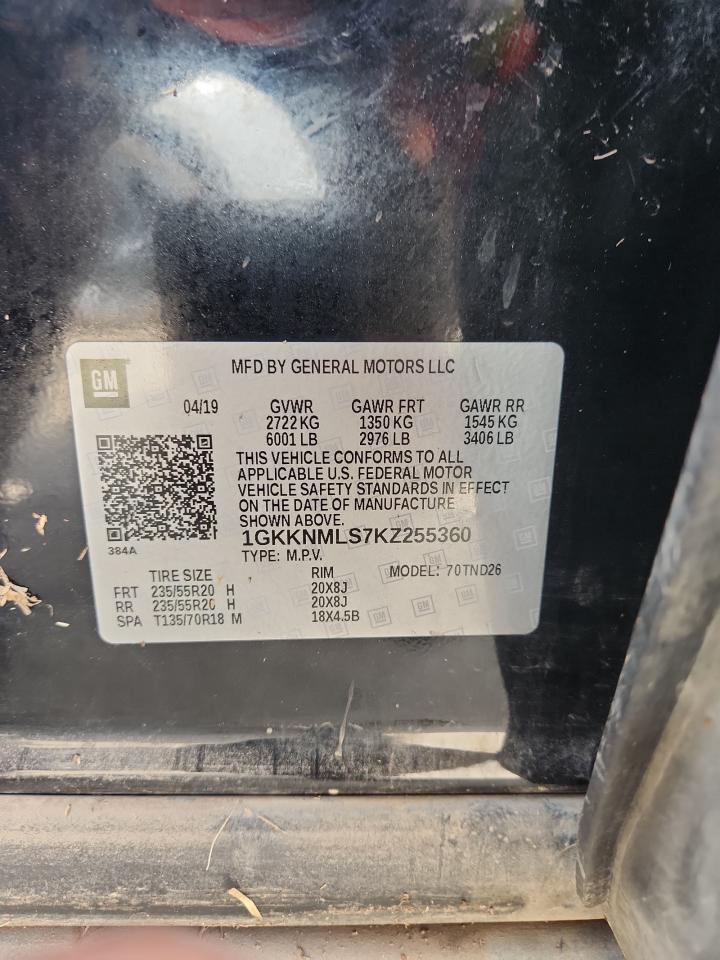 GM
MFD BY GENERAL MOTORS LLC
04/19 GVWR GAWR FRT GAWR RR
2722 KG 1350 KG 1545 KG
6001 LB 2976 LB 3406 LB
THIS VEHICLE CONFORMS TO ALL
APPLICABLE U.S. FEDERAL MOTOR
VEHICLE SAFETY STANDARDS IN EFFECT
ON THE DATE OF MANUFACTURE
SHOWN ABOVE.
384A
1GKKNMLS7KZ255360
TYPE: M.P.V.
TIRE SIZE RIM MODEL: 70TND26
FRT 235/55R20 H 20X8J
RR 235/55R20 H 20X8J
SPA T135/70R18 M 18X4.5B